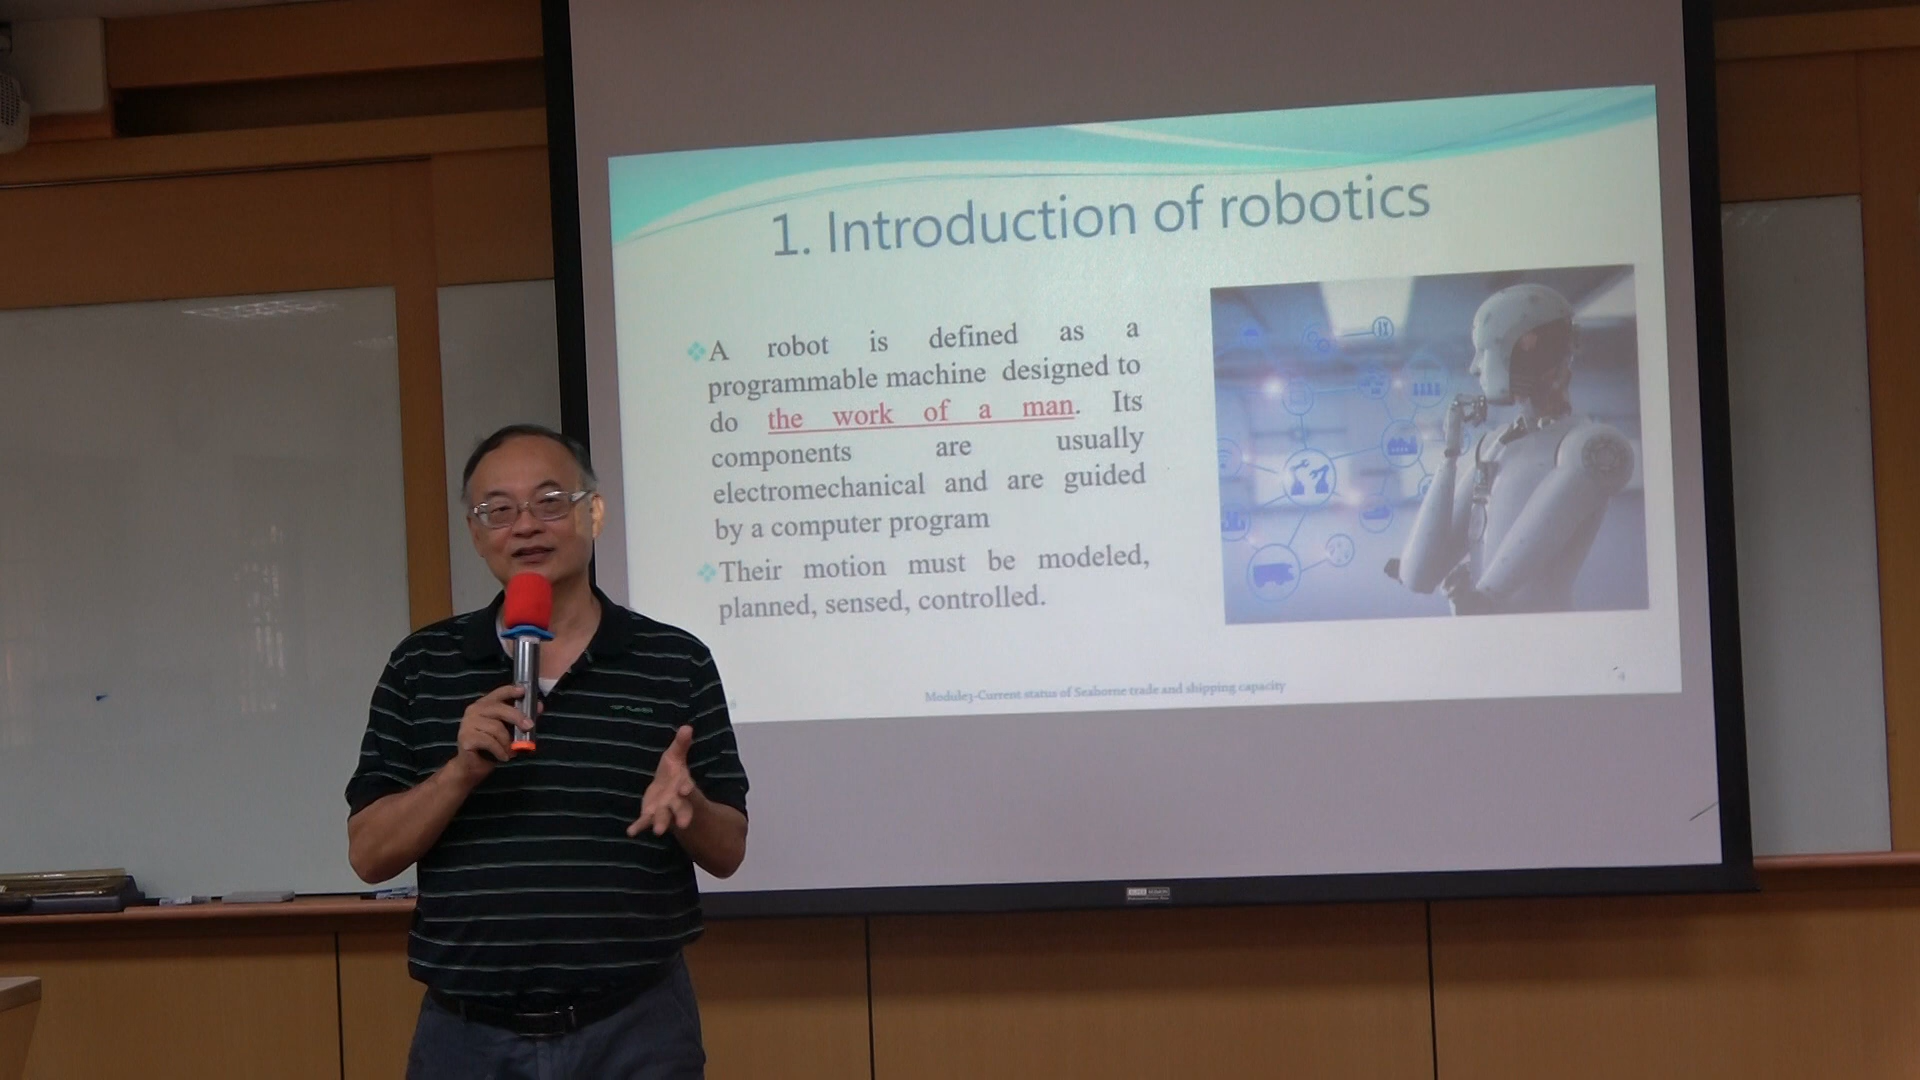 1. Introduction of robotics
A robot is defined as a
programmable machine designed to
do the work of a man. Its
components are usually
electromechanical and are guided
by a computer program
Their motion must be modeled,
planned, sensed, controlled.
Module3-Current status of Seaborne trade and shipping capacity
4